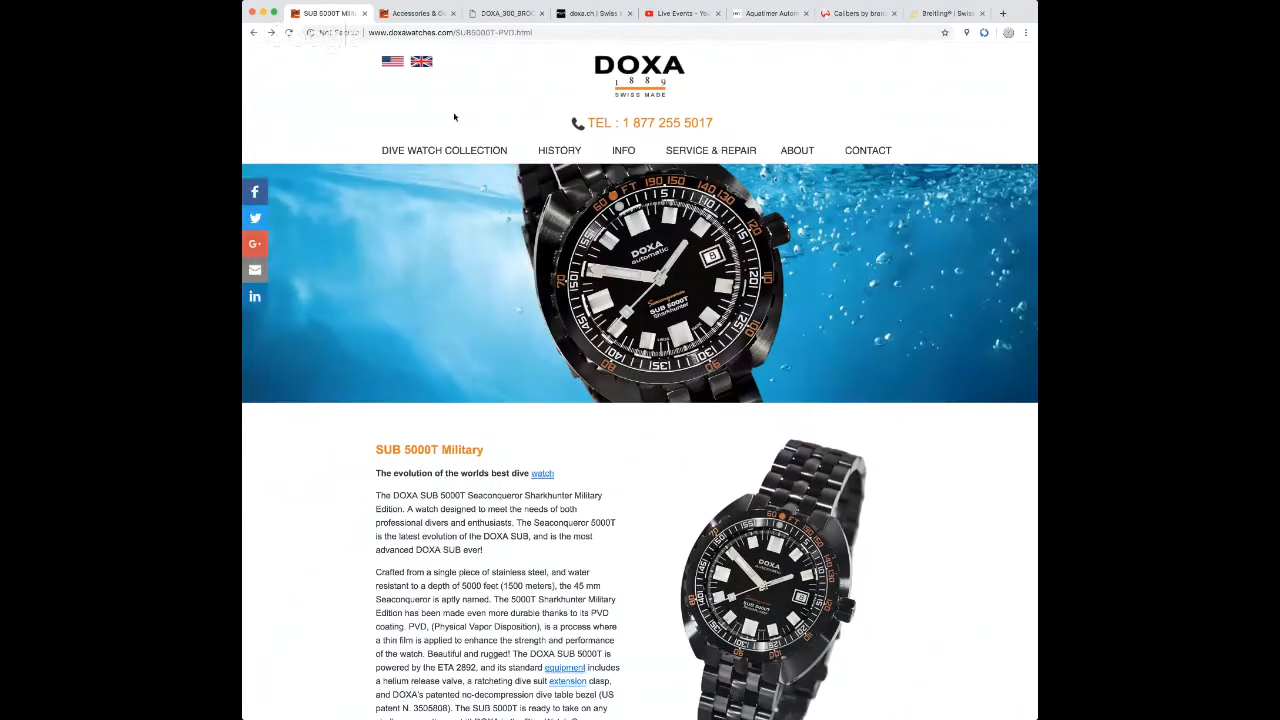 SUB 5000T Milit
Accessories & Ge
DOXA_300_BROC
doxa.ch | Swiss k
Live Events - You
Aquatimer Autom
Calibers by brand
Breitling® | Swiss
www.doxawatches.com/SUB5000T-PVD.html
DOXA
1 8 8 9
SWISS MADE
TEL : 1 877 255 5017
DIVE WATCH COLLECTION HISTORY INFO SERVICE & REPAIR ABOUT CONTACT
DOXA
automatic
8
Seaconqueror
SUB 5000T
Sharkhunter
SUB 5000T Military
The evolution of the worlds best dive watch
The DOXA SUB 5000T Seaconqueror Sharkhunter Military
Edition. A watch designed to meet the needs of both
professional divers and enthusiasts. The Seaconqueror 5000T
is the latest evolution of the DOXA SUB, and is the most
advanced DOXA SUB ever!
Crafted from a single piece of stainless steel, and water
resistant to a depth of 5000 feet (1500 meters), the 45 mm
Seaconqueror is aptly named. The 5000T Sharkhunter Military
Edition has been made even more durable thanks to its PVD
coating. PVD, (Physical Vapor Disposition), is a process where
a thin film is applied to enhance the strength and performance
of the watch. Beautiful and rugged! The DOXA SUB 5000T is
powered by the ETA 2892, and its standard equipment includes
a helium release valve, a ratcheting dive suit extension clasp,
and DOXA's patented no-decompression dive table bezel (US
patent N. 3505808). The SUB 5000T is ready to take on any
DOXA
automatic
SUB 5000T